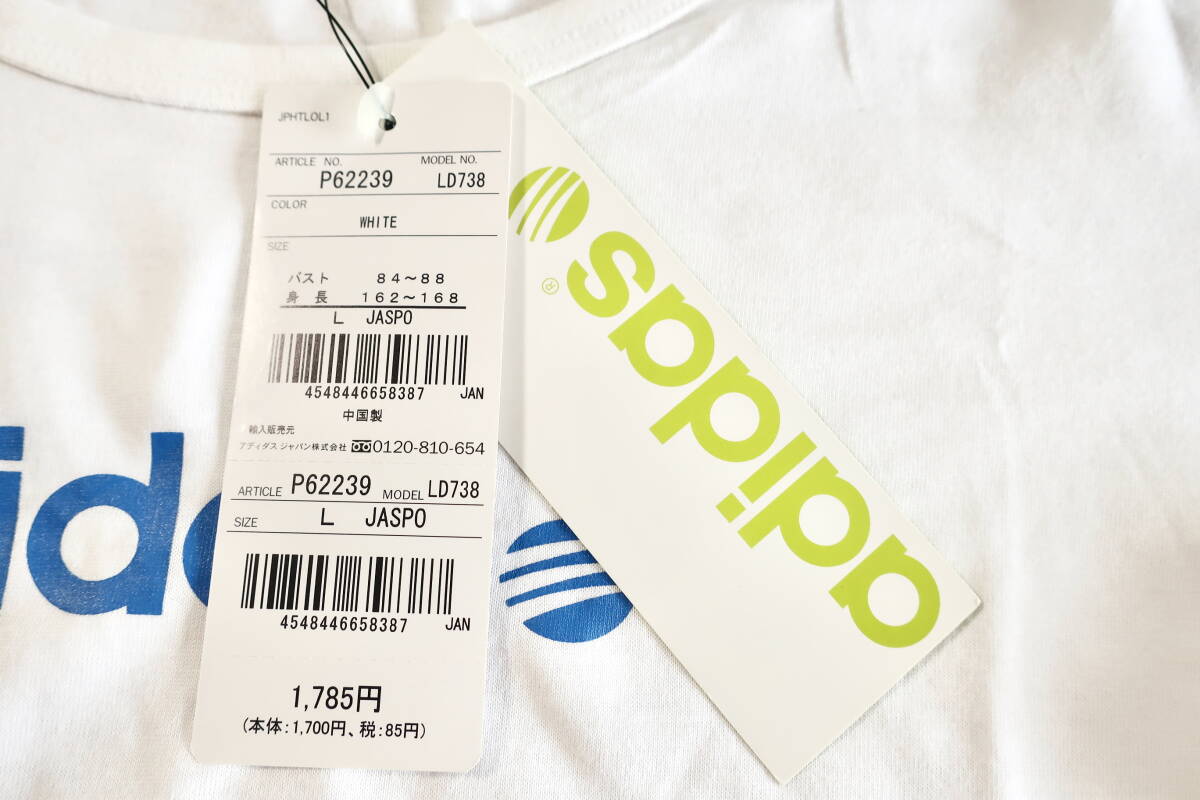 JPHTLOL1
ARTICLE NO. MODEL NO.
P62239 LD738
COLOR
WHITE
SIZE
バスト 84～88
身長 162～168
L JASPO
4548446658387 JAN
中国製
輸入販売元
アディダス ジャパン株式会社 0120-810-654
ARTICLE P62239 MODEL LD738
SIZE L JASPO
4548446658387 JAN
1,785円
(本体:1,700円、税:85円)
adidas
®